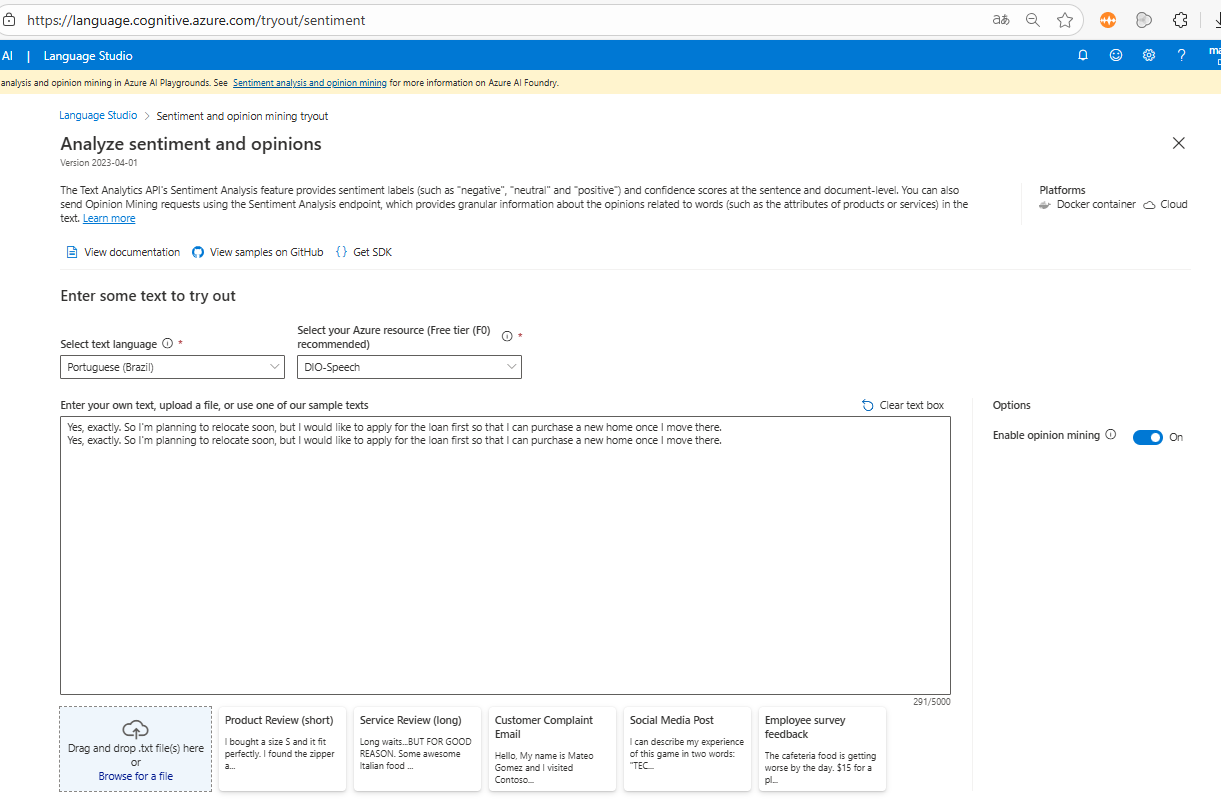 https://language.cognitive.azure.com/tryout/sentiment
AI | Language Studio
analysis and opinion mining in Azure AI Playgrounds. See Sentiment analysis and opinion mining for more information on Azure AI Foundry.
Language Studio > Sentiment and opinion mining tryout
Analyze sentiment and opinions
Version 2023-04-01
The Text Analytics API's Sentiment Analysis feature provides sentiment labels (such as "negative", "neutral" and "positive") and confidence scores at the sentence and document-level. You can also
send Opinion Mining requests using the Sentiment Analysis endpoint, which provides granular information about the opinions related to words (such as the attributes of products or services) in the
text. Learn more
Platforms
Docker container Cloud
View documentation View samples on GitHub {} Get SDK
Enter some text to try out
Select text language *
Portuguese (Brazil)
Select your Azure resource (Free tier (F0)
recommended) *
DIO-Speech
Enter your own text, upload a file, or use one of our sample texts
Clear text box
Yes, exactly. So I'm planning to relocate soon, but I would like to apply for the loan first so that I can purchase a new home once I move there.
Yes, exactly. So I'm planning to relocate soon, but I would like to apply for the loan first so that I can purchase a new home once I move there.
291/5000
Options
Enable opinion mining On
Drag and drop .txt file(s) here
or
Browse for a file
Product Review (short)
I bought a size S and it fit
perfectly. I found the zipper
a...
Service Review (long)
Long waits...BUT FOR GOOD
REASON. Some awesome
Italian food ...
Customer Complaint
Email
Hello, My name is Mateo
Gomez and I visited
Contoso...
Social Media Post
I can describe my experience
of this game in two words:
"TEC...
Employee survey
feedback
The cafeteria food is getting
worse by the day. $15 for a
pl...